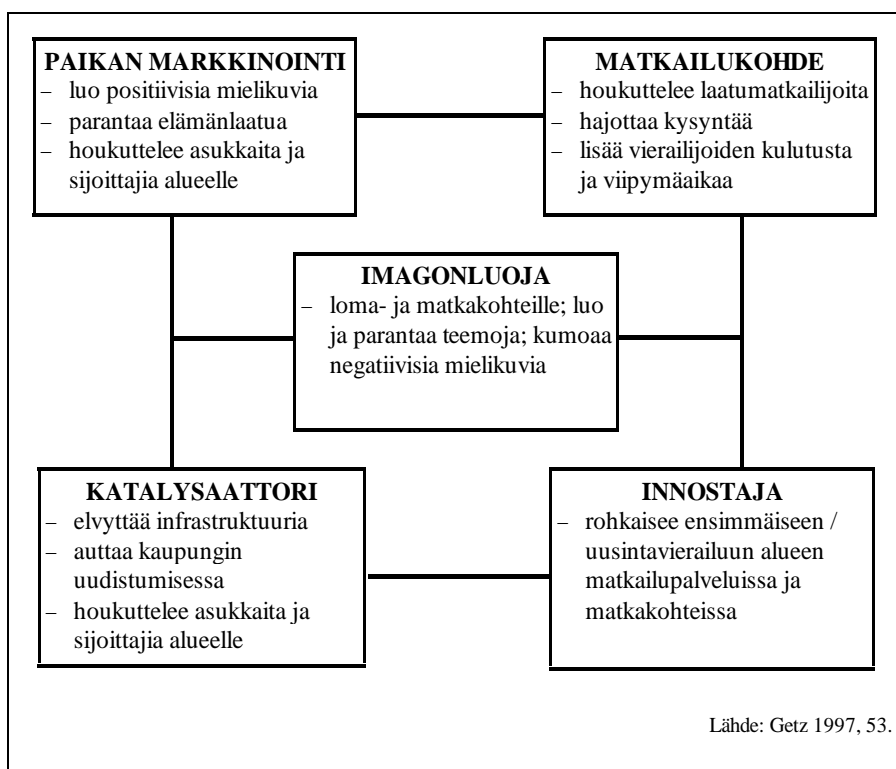 PAIKAN MARKKINOINTI
– luo positiivisia mielikuvia
– parantaa elämänlaatua
– houkuttelee asukkaita ja
sijoittajia alueelle
MATKAILUKOHDE
– houkuttelee laatumatkailijoita
– hajottaa kysyntää
– lisää vierailijoiden kulutusta
ja viipymäaikaa
IMAGONLUOJA
– loma- ja matkakohteille; luo
ja parantaa teemoja; kumoaa
negatiivisia mielikuvia
KATALYSAATTORI
– elvyttää infrastruktuuria
– auttaa kaupungin
uudistumisessa
– houkuttelee asukkaita ja
sijoittajia alueelle
INNOSTAJA
– rohkaisee ensimmäiseen /
uusintavierailuun alueen
matkailupalveluissa ja
matkakohteissa
Lähde: Getz 1997, 53.